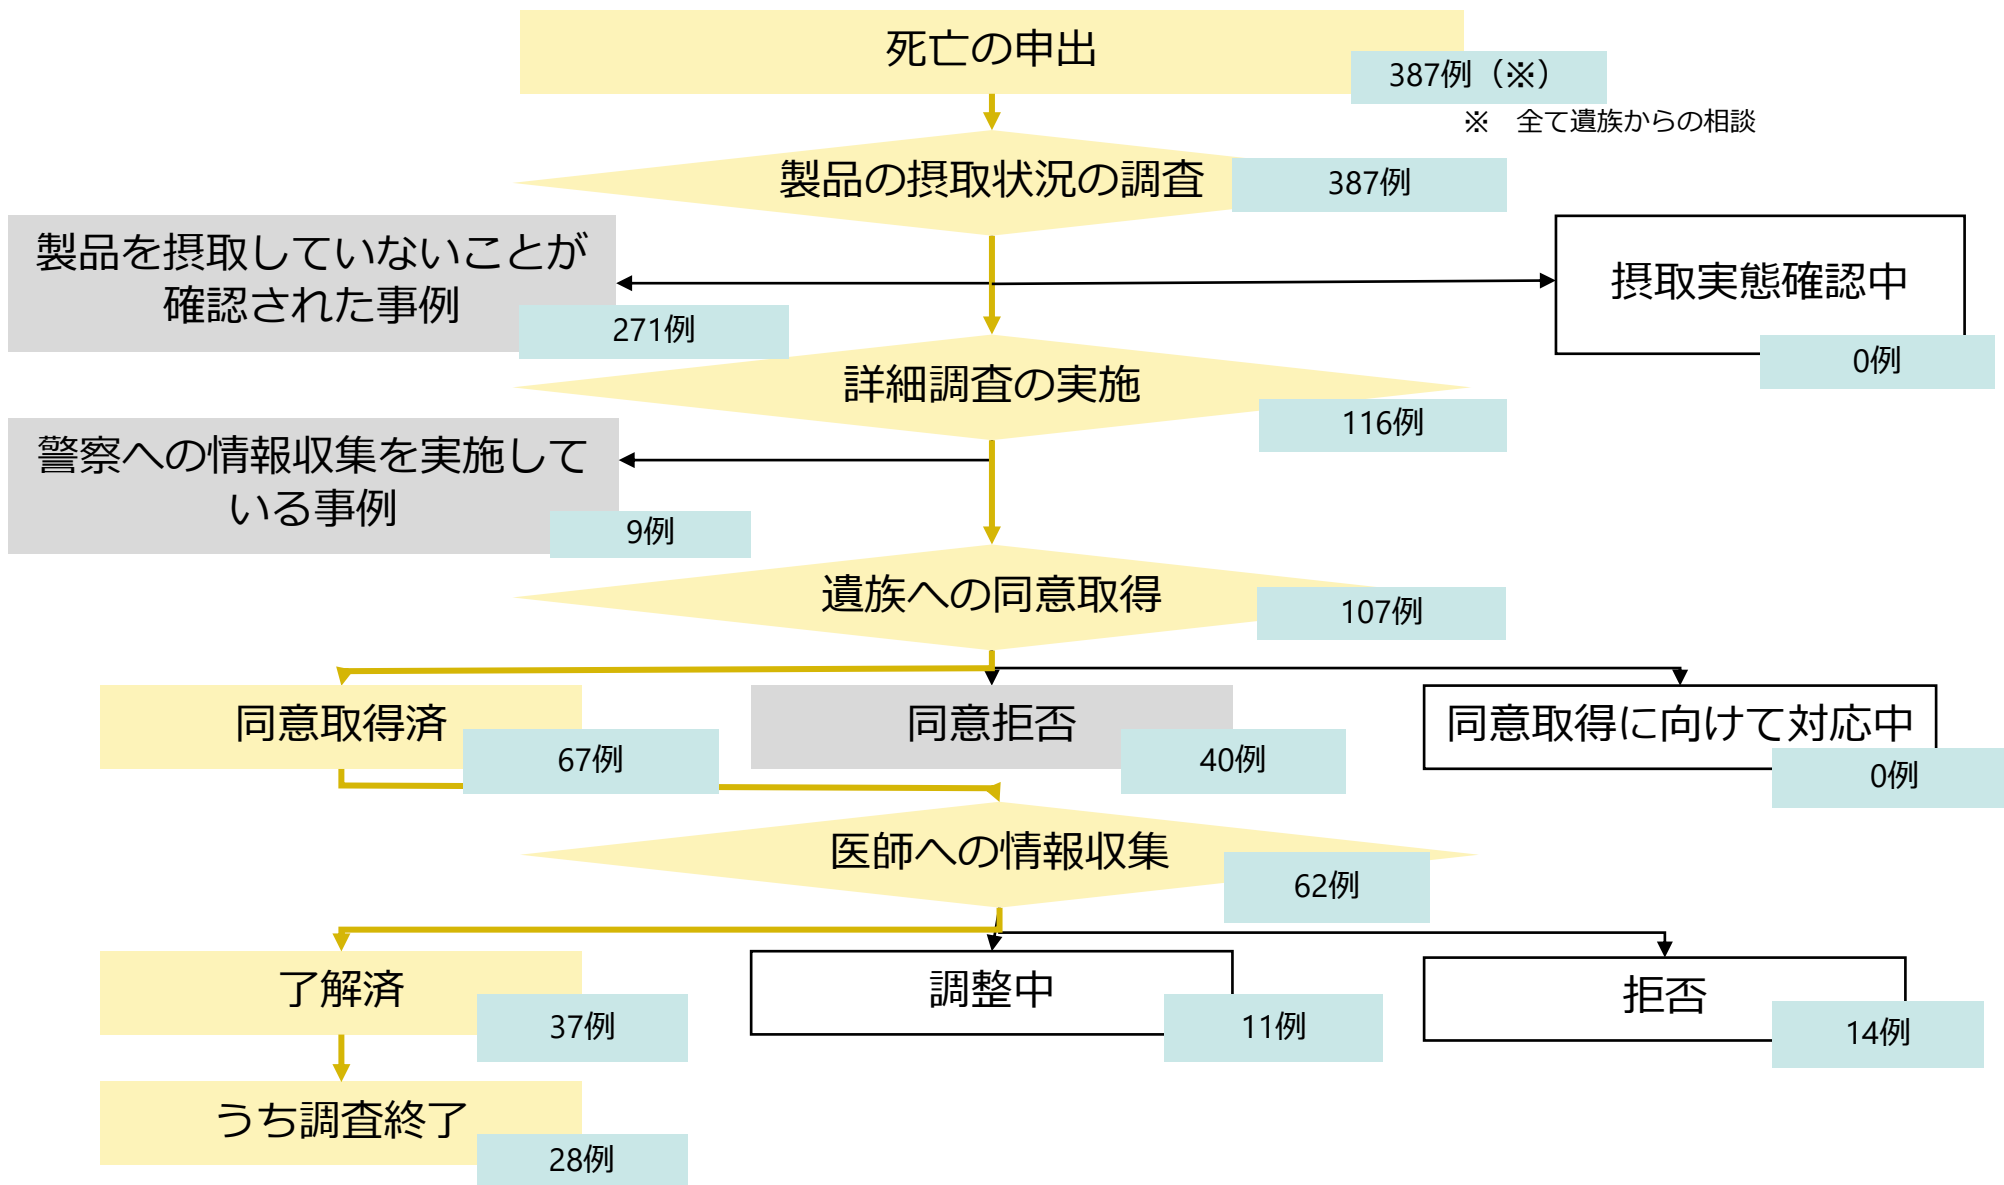 死亡の申出
387例（※）
※　全て遺族からの相談
製品の摂取状況の調査
387例
製品を摂取していないことが
確認された事例
271例
摂取実態確認中
0例
詳細調査の実施
116例
警察への情報収集を実施して
いる事例
9例
遺族への同意取得
107例
同意取得済
67例
同意拒否
40例
同意取得に向けて対応中
0例
医師への情報収集
62例
了解済
37例
調整中
11例
拒否
14例
うち調査終了
28例